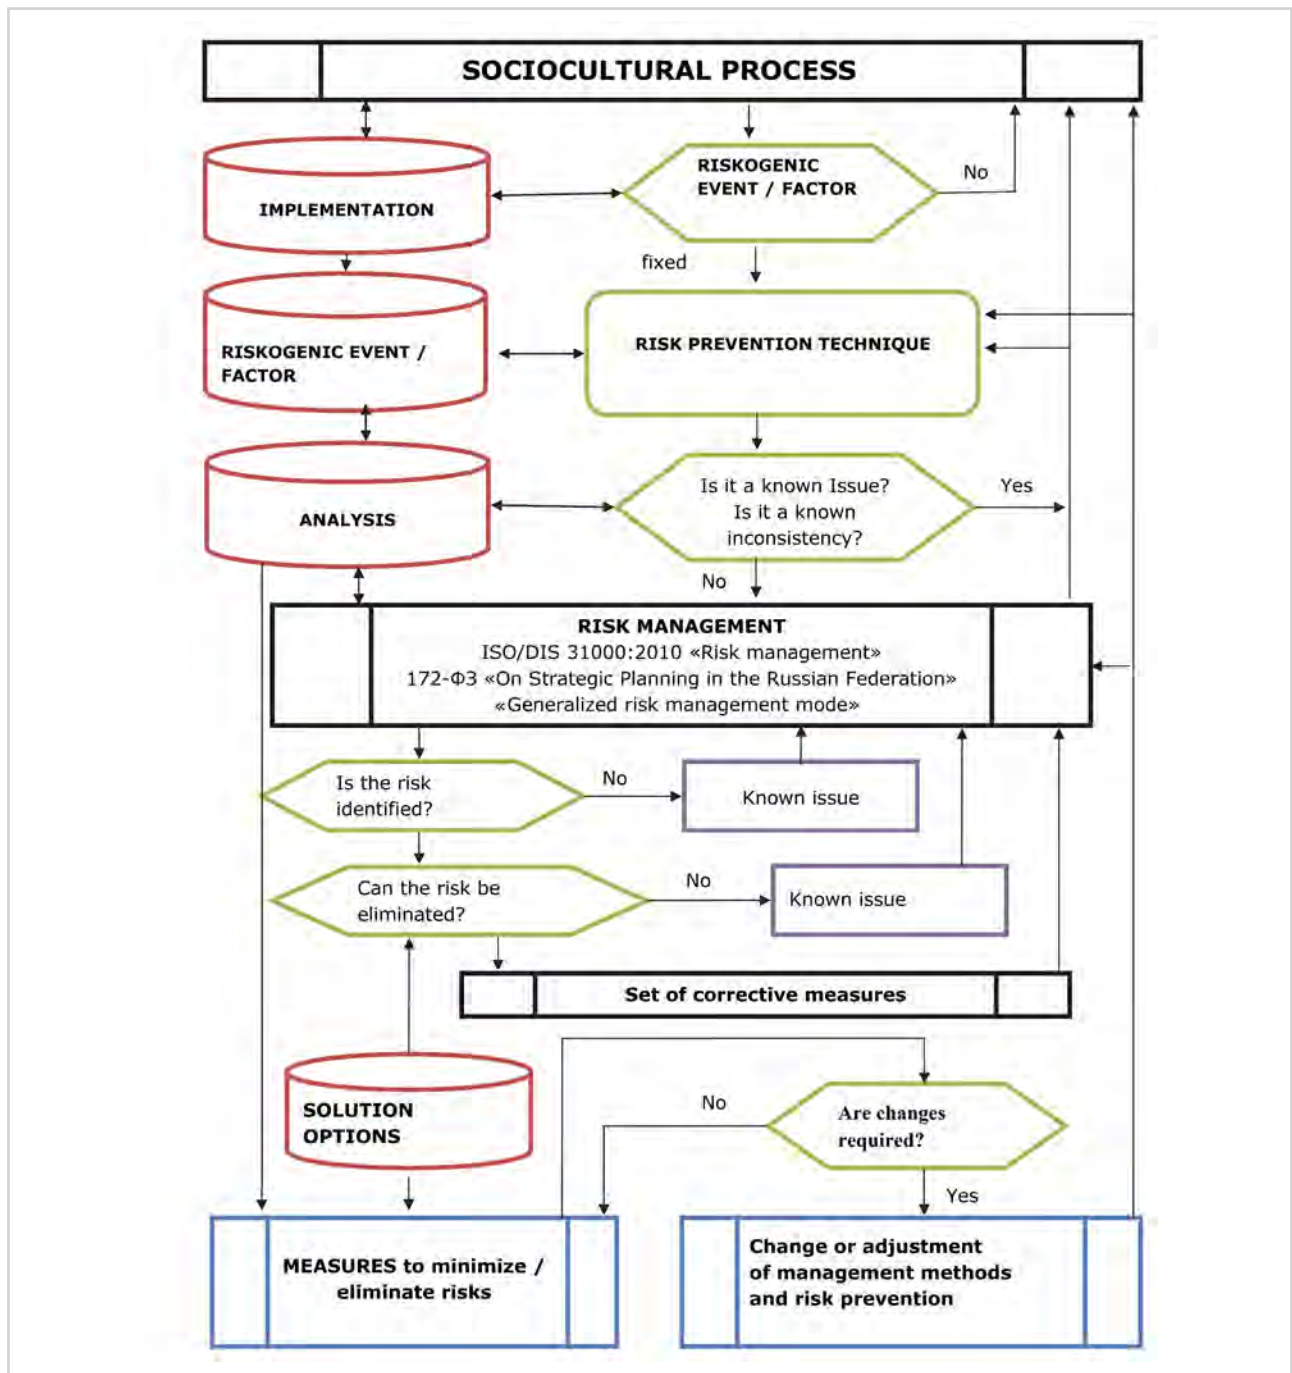 SOCIOCULTURAL PROCESS
RISKOGENIC
EVENT / FACTOR
No
IMPLEMENTATION
fixed
RISKOGENIC EVENT /
FACTOR
RISK PREVENTION TECHNIQUE
Is it a known Issue?
Is it a known
inconsistency?
Yes
ANALYSIS
No
RISK MANAGEMENT
ISO/DIS 31000:2010 «Risk management»
172-ФЗ «On Strategic Planning in the Russian Federation»
«Generalized risk management mode»
Is the risk
identified?
No
Known issue
Can the risk be
eliminated?
No
Known issue
Set of corrective measures
SOLUTION
OPTIONS
No
Are changes
required?
Yes
MEASURES to minimize /
eliminate risks
Change or adjustment
of management methods
and risk prevention